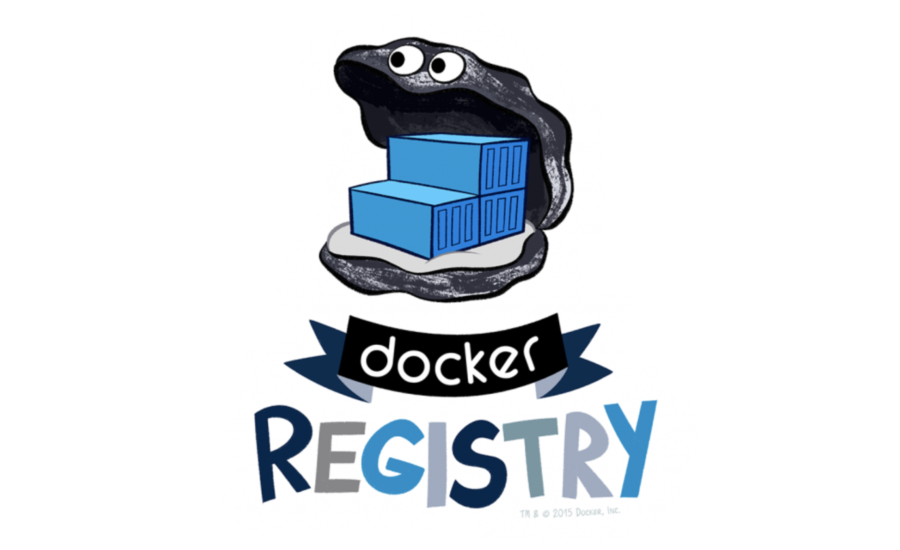 docker
REGISTRY
TM & © 2015 Docker, Inc.